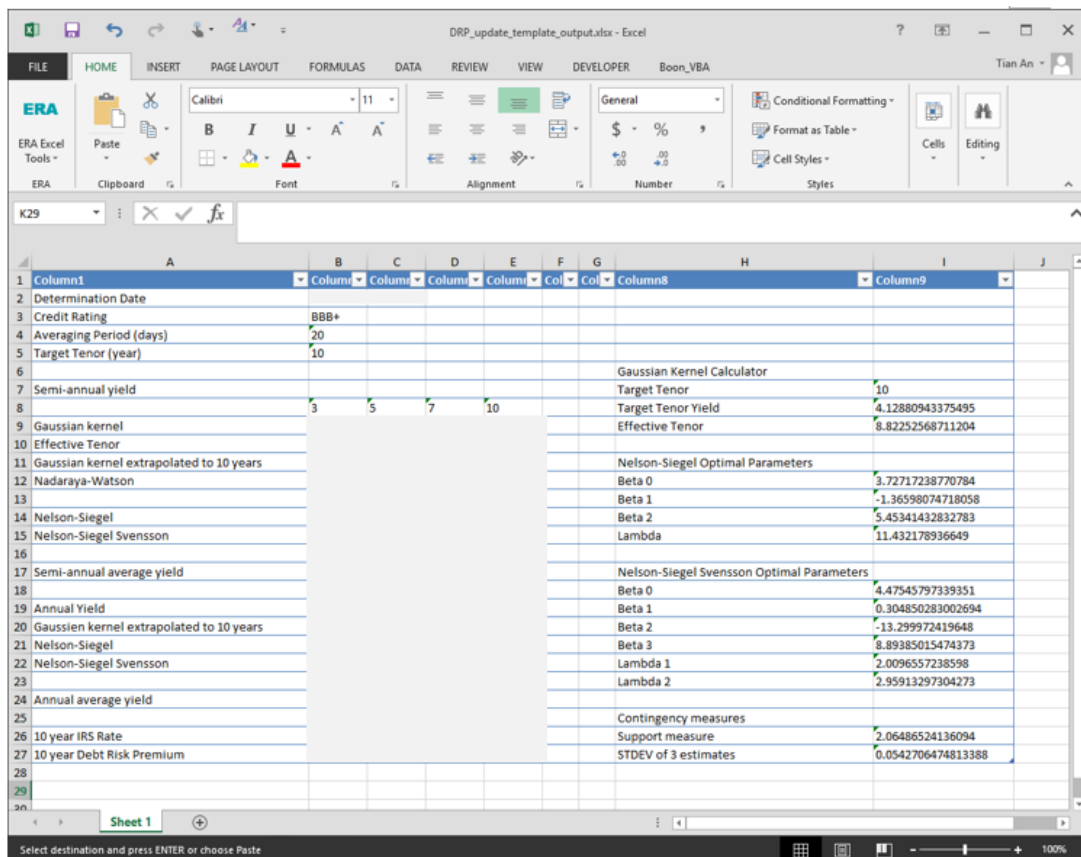 DRP_update_template_output.xlsx - Excel
FILE HOME INSERT PAGE LAYOUT FORMULAS DATA REVIEW VIEW DEVELOPER Boon_VBA Tian An
ERA
ERA Excel Tools
ERA
Paste
Clipboard
Calibri 11
B I U A A
A
Font
Alignment
General
$ % ,
Number
Conditional Formatting
Format as Table
Cell Styles
Styles
Cells
Editing
K29 fx
A B C D E F G H I J
1 Column1 Colum Colum Colum Colum Col Col Column8 Column9
2 Determination Date
3 Credit Rating BBB+
4 Averaging Period (days) 20
5 Target Tenor (year) 10
6 Gaussian Kernel Calculator
7 Semi-annual yield Target Tenor 10
8 3 5 7 10 Target Tenor Yield 4.12880943375495
9 Gaussian kernel Effective Tenor 8.82252568711204
10 Effective Tenor
11 Gaussian kernel extrapolated to 10 years Nelson-Siegel Optimal Parameters
12 Nadaraya-Watson Beta 0 3.72717238770784
13 Beta 1 -1.36598074718058
14 Nelson-Siegel Beta 2 5.45341432832783
15 Nelson-Siegel Svensson Lambda 11.432178936649
16
17 Semi-annual average yield Nelson-Siegel Svensson Optimal Parameters
18 Beta 0 4.47545797339351
19 Annual Yield Beta 1 0.304850283002694
20 Gaussien kernel extrapolated to 10 years Beta 2 -13.299972419648
21 Nelson-Siegel Beta 3 8.89385015474373
22 Nelson-Siegel Svensson Lambda 1 2.0096557238598
23 Lambda 2 2.95913297304273
24 Annual average yield
25 Contingency measures
26 10 year IRS Rate Support measure 2.06486524136094
27 10 year Debt Risk Premium STDEV of 3 estimates 0.0542706474813388
28
29
Sheet 1
Select destination and press ENTER or choose Paste 100%